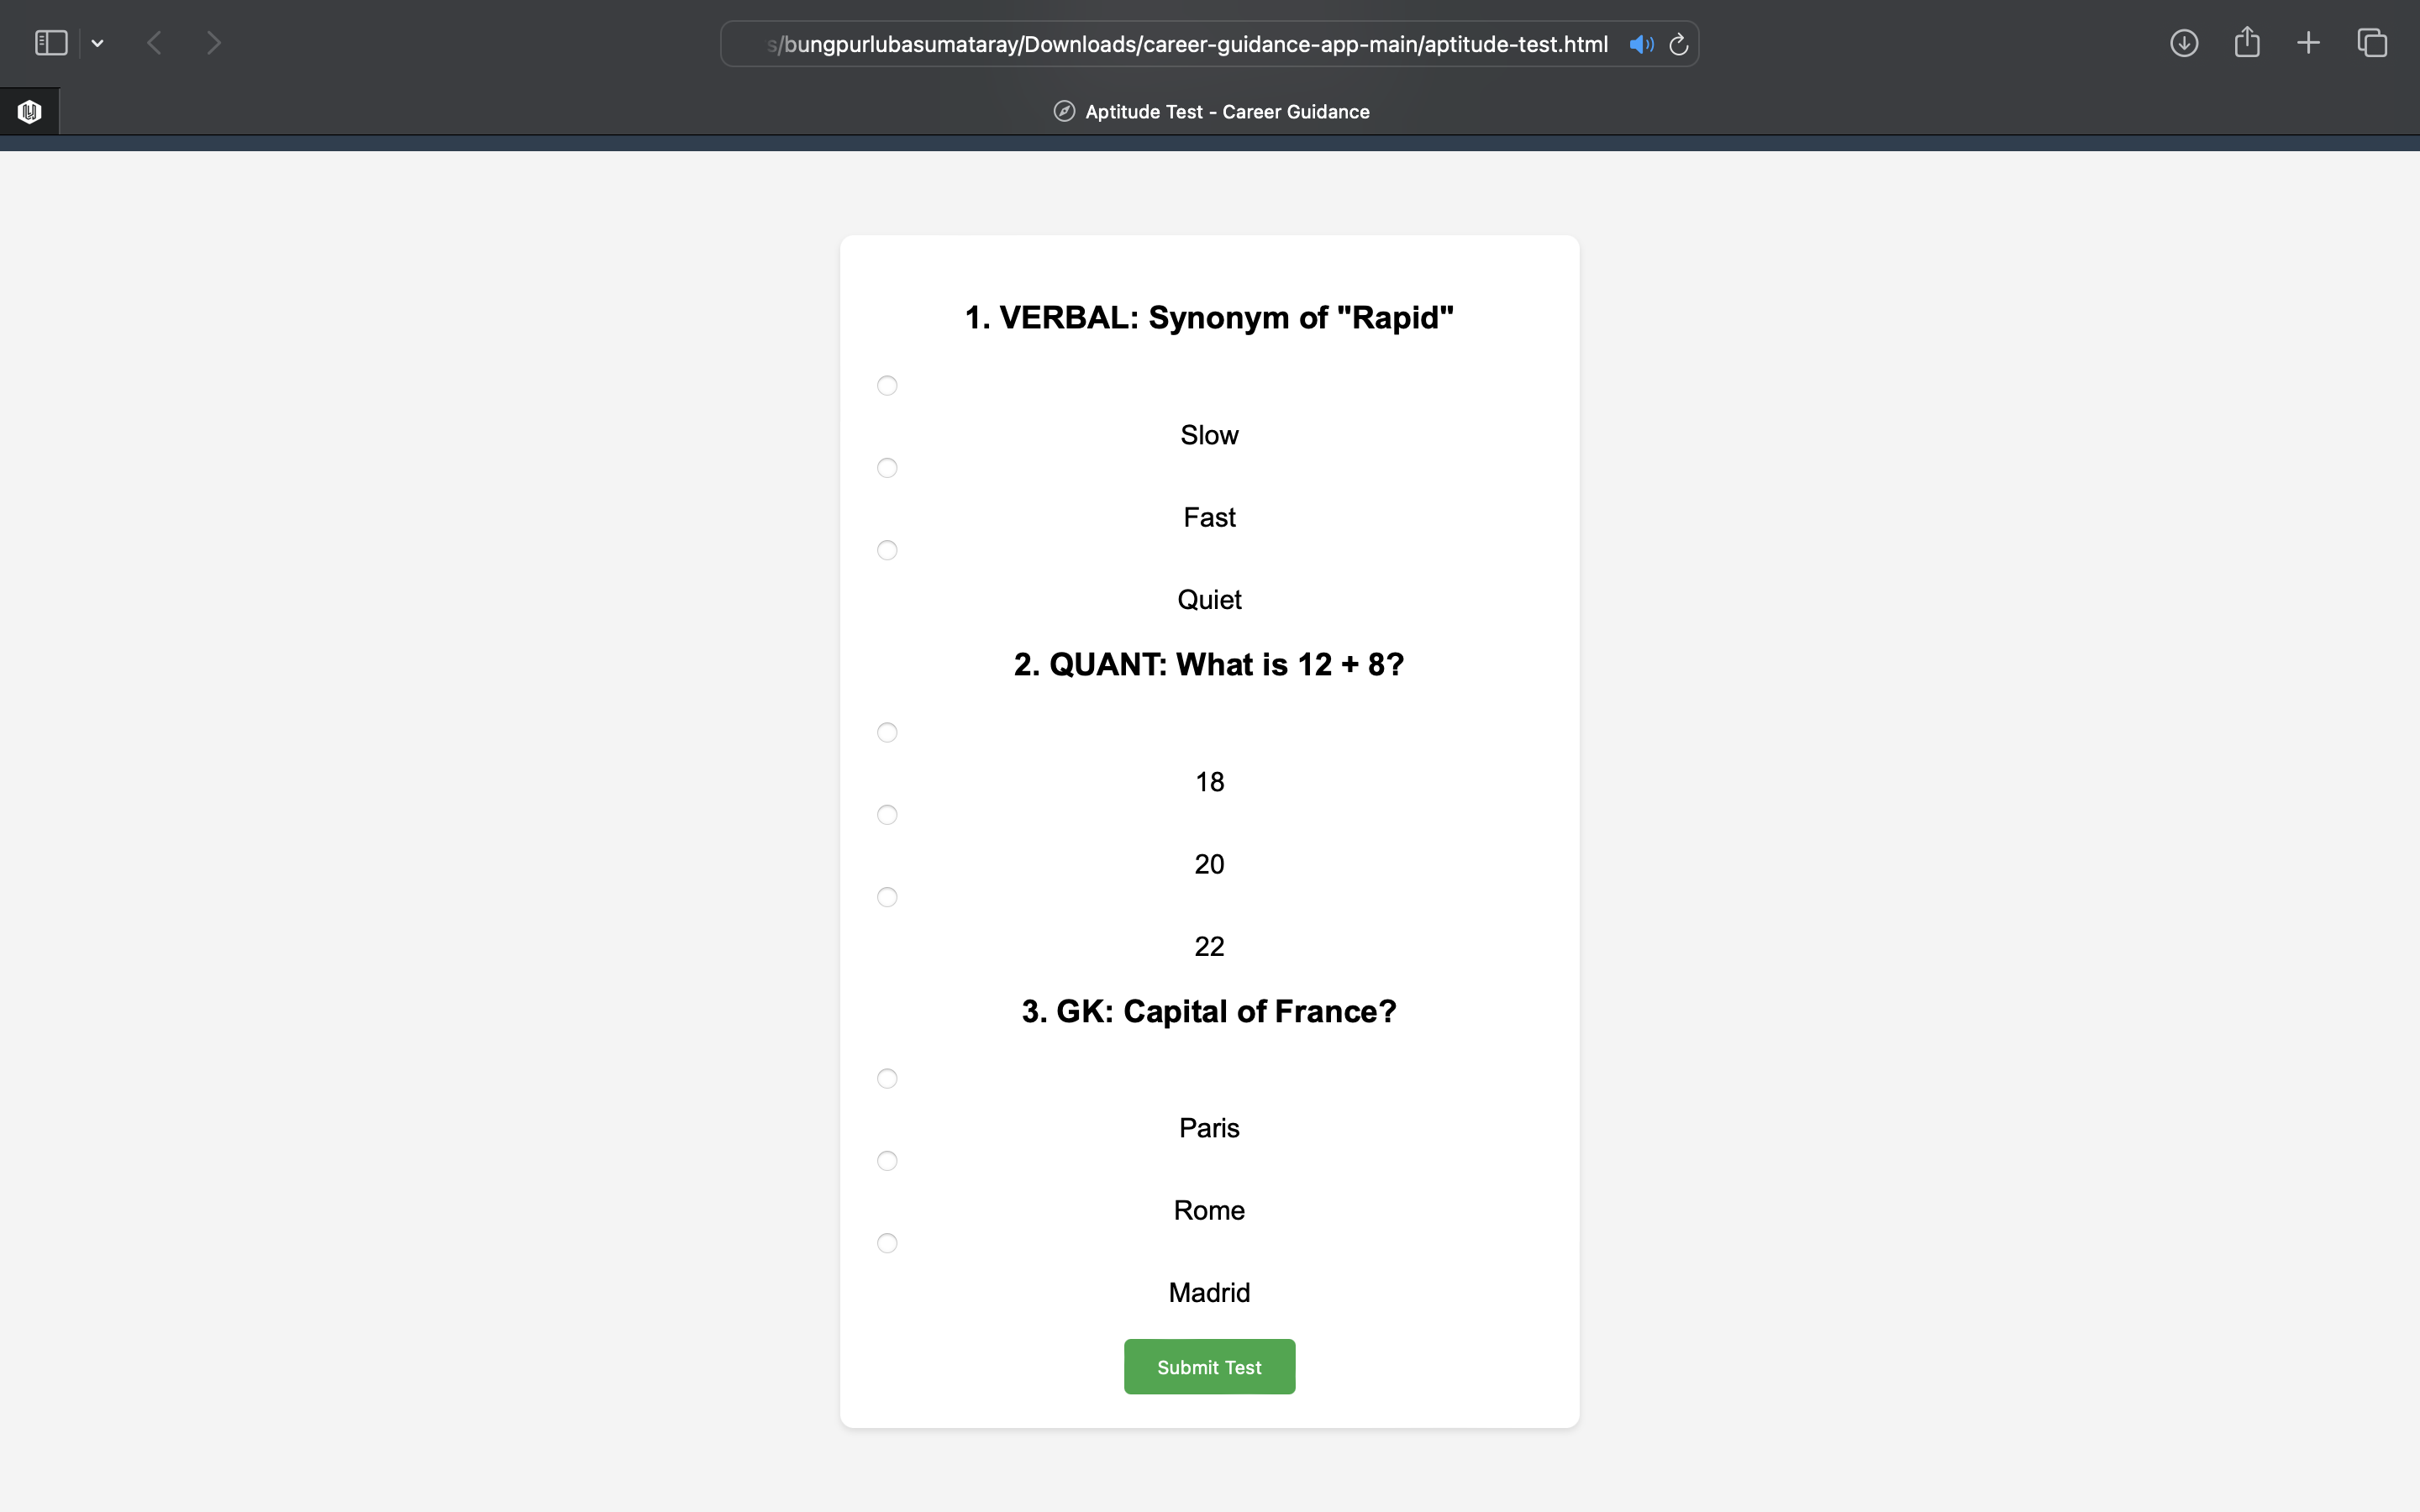 s/bungpurlubasumataray/Downloads/career-guidance-app-main/aptitude-test.html
Aptitude Test - Career Guidance
1. VERBAL: Synonym of "Rapid"
Slow
Fast
Quiet
2. QUANT: What is 12 + 8?
18
20
22
3. GK: Capital of France?
Paris
Rome
Madrid
Submit Test